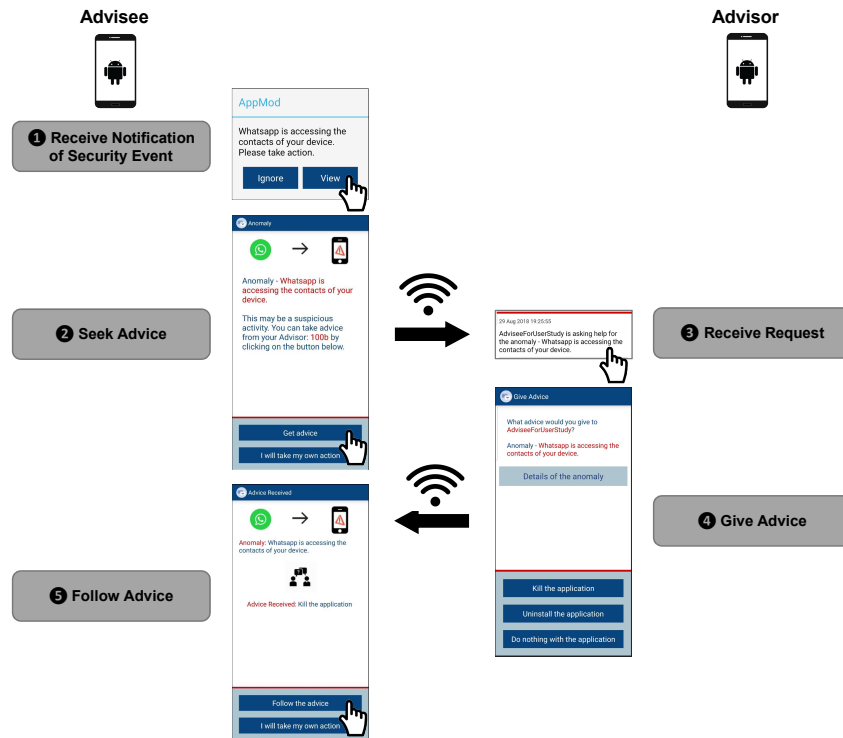 Advisee
Advisor
❶ Receive Notification
of Security Event
AppMod
Whatsapp is accessing the
contacts of your device.
Please take action.
Ignore
View
Anomaly
Anomaly - Whatsapp is
accessing the contacts of your
device.
This may be a suspicious
activity. You can take advice
from your Advisor: 100b by
clicking on the button below.
Get advice
I will take my own action
❷ Seek Advice
29 Aug 2018 19:25:55
AdviseeForUserStudy is asking help for
the anomaly - Whatsapp is accessing the
contacts of your device.
❸ Receive Request
Give Advice
What advice would you give to
AdviseeForUserStudy?
Anomaly - Whatsapp is accessing the
contacts of your device.
Details of the anomaly
Kill the application
Uninstall the application
Do nothing with the application
❹ Give Advice
Advice Received
Anomaly: Whatsapp is accessing the
contacts of your device.
Advice Received: Kill the application
Follow the advice
I will take my own action
❺ Follow Advice